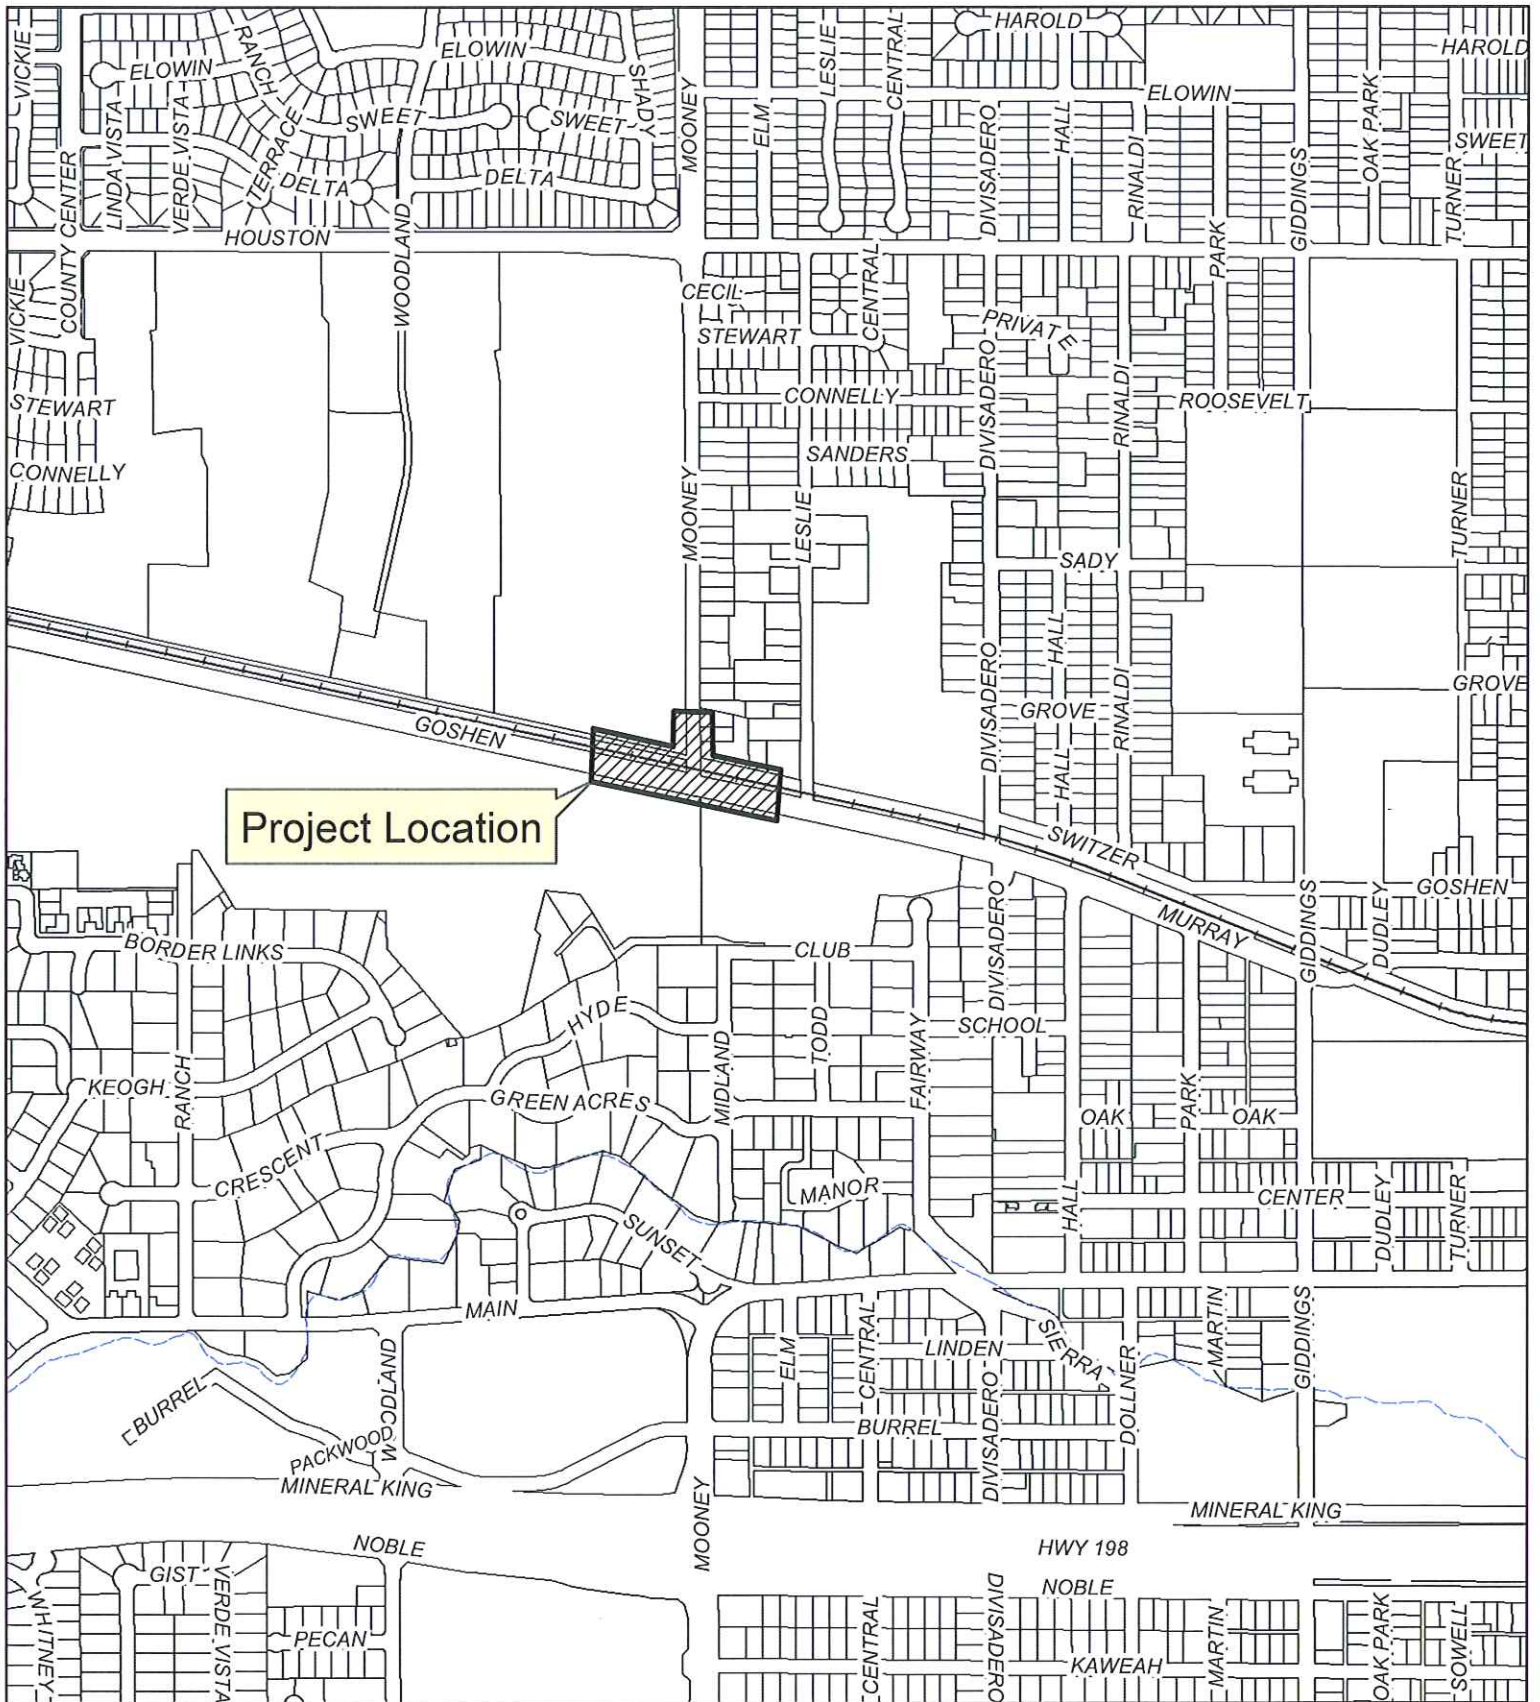 VICKIE
RANCH
ELOWIN
ELOWIN
LESLIE
CENTRAL
HAROLD
HAROLD
SHADY
MOONEY
ELM
ELOWIN
OAK PARK
LINDA VISTA
VERDE VISTA
TERRACE
SWEET
SWEET
DIVISADERO
HALL
RINALDI
GIDDINGS
SWEET
COUNTY CENTER
DELTA
DELTA
TURNER
HOUSTON
WOODLAND
PARK
VICKIE
CECIL
CENTRAL
STEWART
PRIVATE
STEWART
CONNELLY
DIVISADERO
RINALDI
ROOSEVELT
CONNELLY
SANDERS
MOONEY
LESLIE
TURNER
SADY
HALL
DIVISADERO
RINALDI
GROVE
GROVE
GOSHEN
HALL
Project Location
SWITZER
GOSHEN
DIVISADERO
MURRAY
GIDDINGS
DUDLEY
BORDER LINKS
CLUB
HYDE
TODD
FAIRWAY
SCHOOL
MIDLAND
KEOGH
RANCH
GREEN ACRES
OAK
PARK
OAK
CRESCENT
MANOR
HALL
CENTER
DUDLEY
TURNER
SUNSET
MAIN
MARTIN
GIDDINGS
WOODLAND
ELM
CENTRAL
LINDEN
SIERRA
DOLLNER
BURREL
DIVISADERO
BURREL
PACKWOOD
MINERAL KING
MOONEY
MINERAL KING
NOBLE
HWY 198
GIST
VERDE VISTA
WHITNEY
NOBLE
DIVISADERO
CENTRAL
MARTIN
OAK PARK
SOWELL
PECAN
KAWEAH